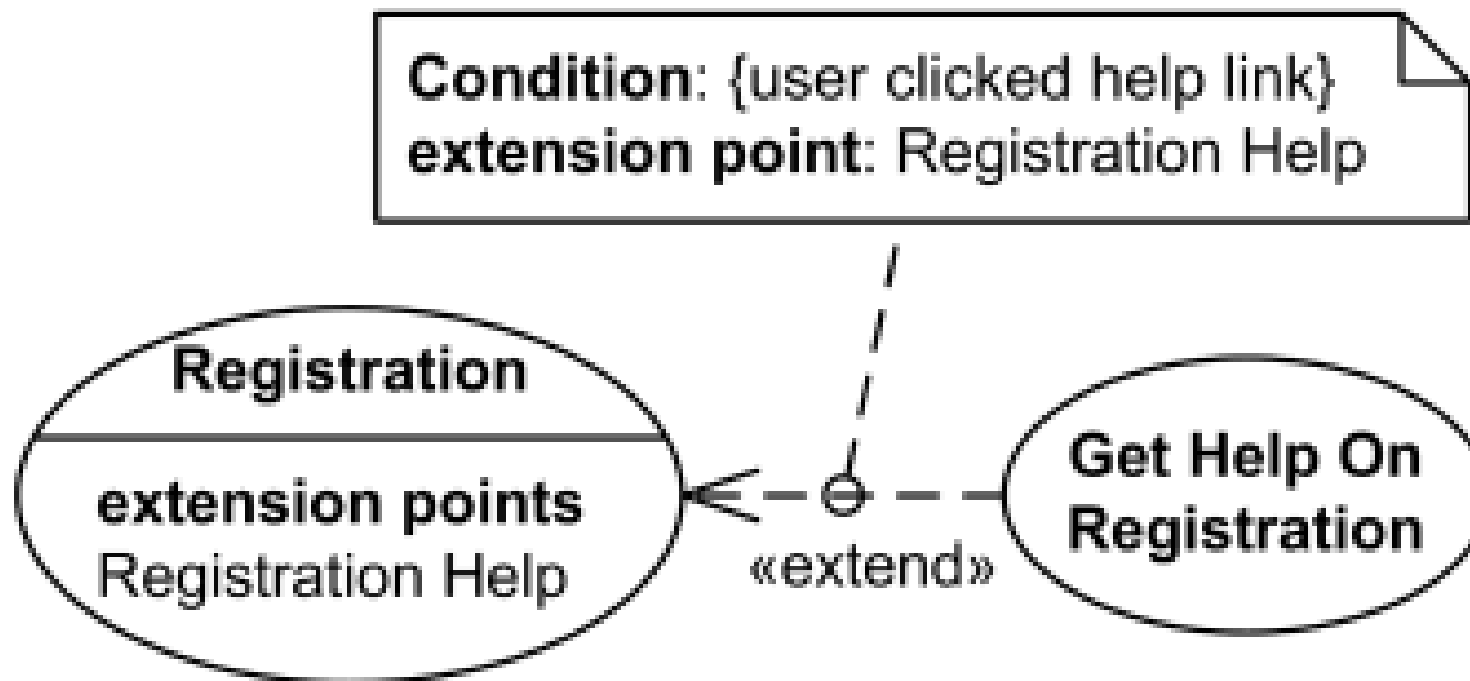 Condition: {user clicked help link}
extension point: Registration Help
Registration
extension points
Registration Help
«extend»
Get Help On
Registration